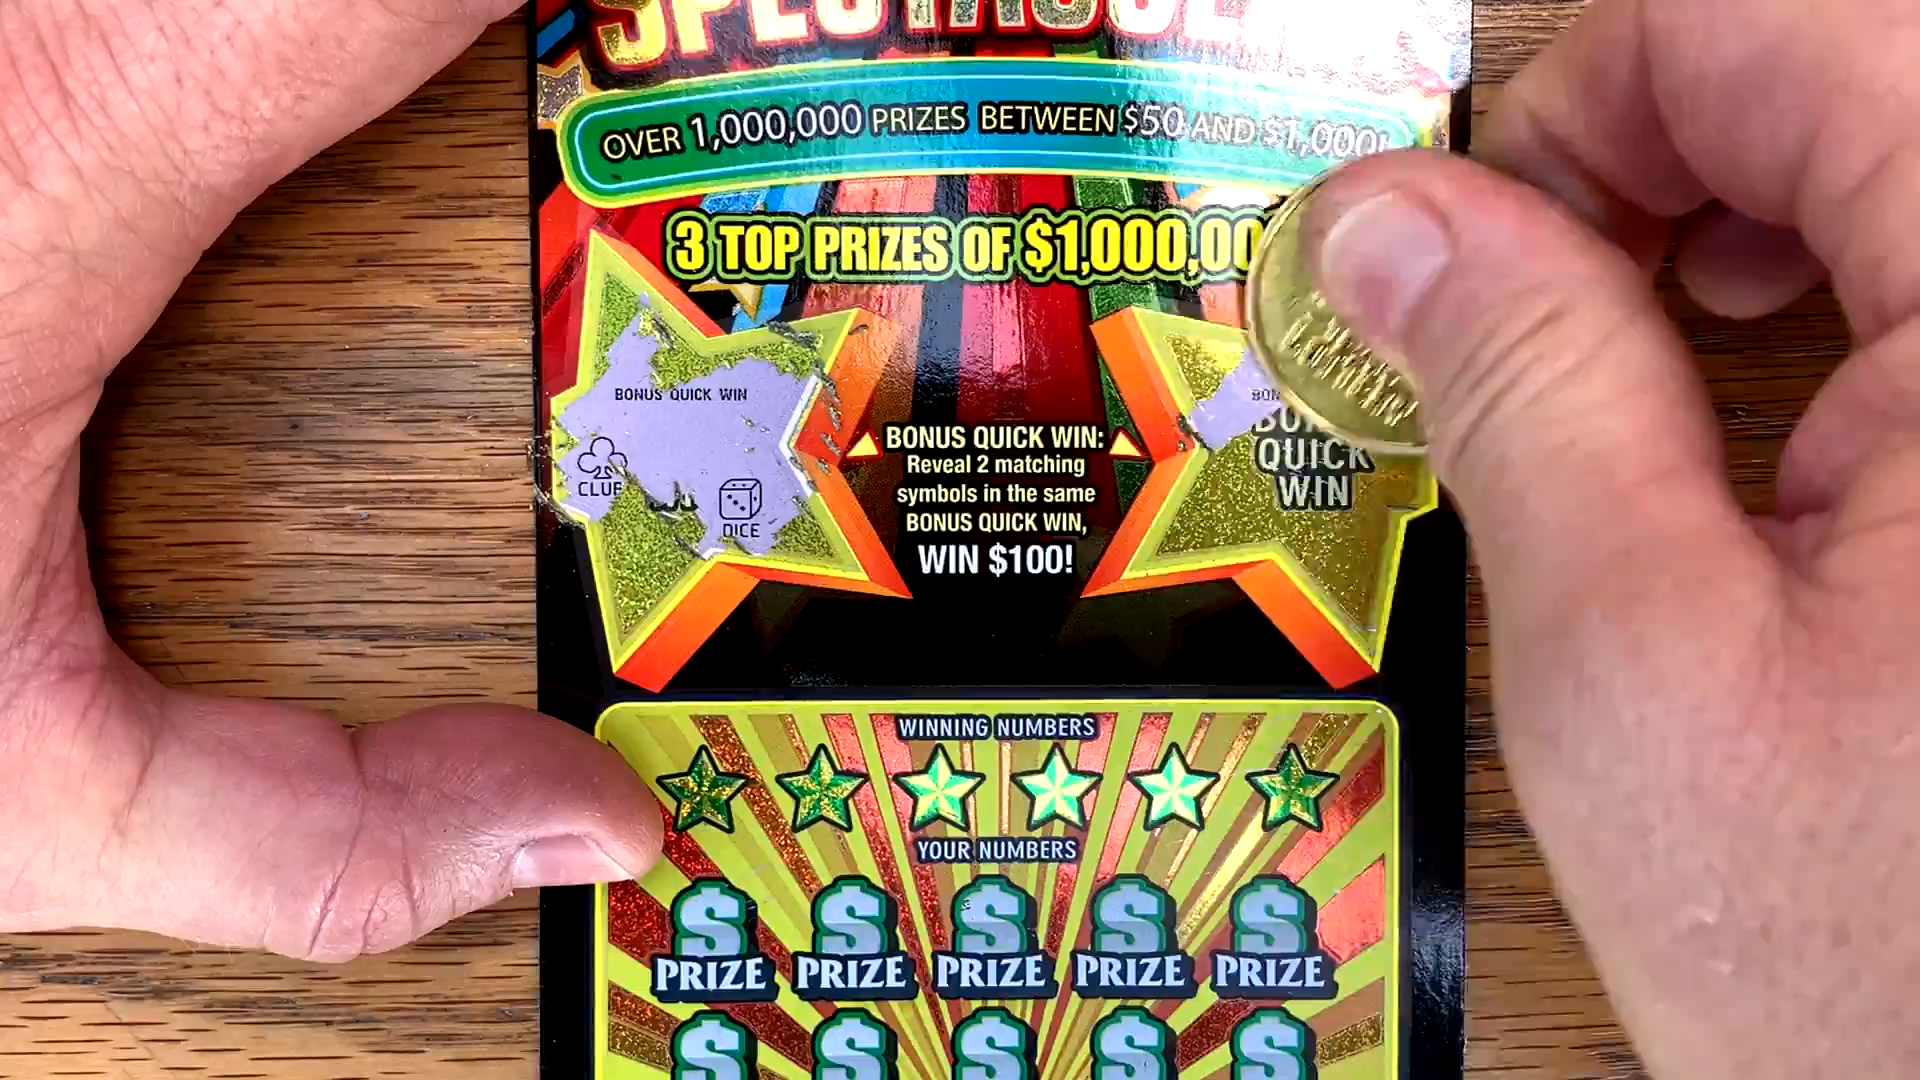 OVER 1,000,000 PRIZES BETWEEN $50 AND $1,000!
3 TOP PRIZES OF $1,000,00
BONUS QUICK WIN
CLUB
DICE
BONUS QUICK WIN:
Reveal 2 matching
symbols in the same
BONUS QUICK WIN,
WIN $100!
QUICK
WIN
WINNING NUMBERS
YOUR NUMBERS
$ $ $ $ $
PRIZE PRIZE PRIZE PRIZE PRIZE
$ $ $ $ $